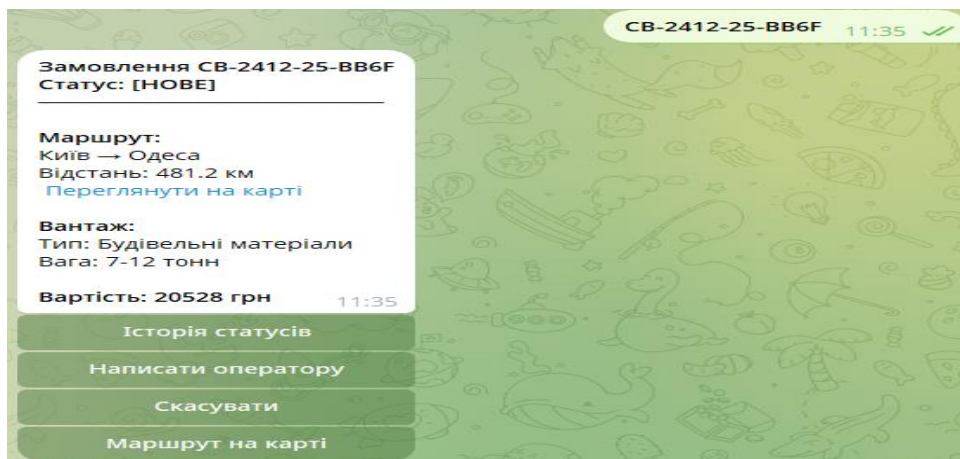 СВ-2412-25-BB6F 11:35
Замовлення СВ-2412-25-BB6F
Статус: [НОВЕ]
Маршрут:
Київ → Одеса
Відстань: 481.2 км
Переглянути на карті
Вантаж:
Тип: Будівельні матеріали
Вага: 7-12 тонн
Вартість: 20528 грн 11:35
Історія статусів
Написати оператору
Скасувати
Маршрут на карті